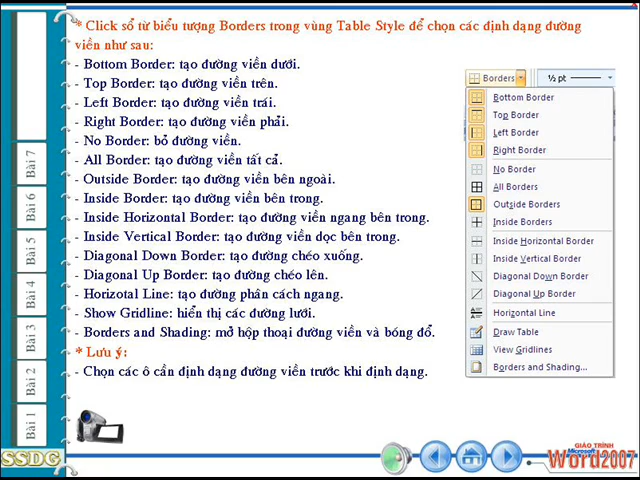 * Click sổ từ biểu tượng Borders trong vùng Table Style để chọn các định dạng đường
viền như sau:
- Bottom Border: tạo đường viền dưới.
- Top Border: tạo đường viền trên.
- Left Border: tạo đường viền trái.
- Right Border: tạo đường viền phải.
- No Border: bỏ đường viền.
- All Border: tạo đường viền tất cả.
- Outside Border: tạo đường viền bên ngoài.
- Inside Border: tạo đường viền bên trong.
- Inside Horizontal Border: tạo đường viền ngang bên trong.
- Inside Vertical Border: tạo đường viền dọc bên trong.
- Diagonal Down Border: tạo đường chéo xuống.
- Diagonal Up Border: tạo đường chéo lên.
- Horizotal Line: tạo đường phân cách ngang.
- Show Gridline: hiển thị các đường lưới.
- Borders and Shading: mở hộp thoại đường viền và bóng đổ.
* Lưu ý:
- Chọn các ô cần định dạng đường viền trước khi định dạng.
Borders
½ pt
Bottom Border
Top Border
Left Border
Right Border
No Border
All Borders
Outside Borders
Inside Borders
Inside Horizontal Border
Inside Vertical Border
Diagonal Down Border
Diagonal Up Border
Horizontal Line
Draw Table
View Gridlines
Borders and Shading...
Bài 7
Bài 6
Bài 5
Bài 4
Bài 3
Bài 2
Bài 1
SSDG
GIÁO TRÌNH
Microsoft
Word2007